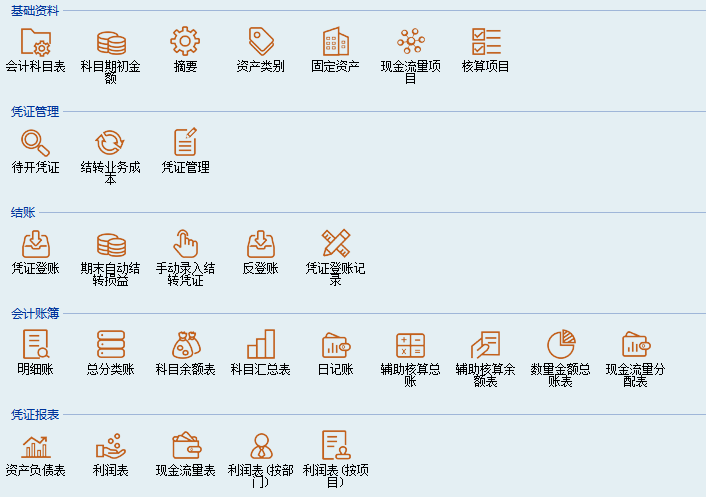 基础资料
会计科目表 科目期初金额 摘要 资产类别 固定资产 现金流量项目 核算项目
凭证管理
待开凭证 结转业务成本 凭证管理
结账
凭证登账 期末自动结转损益 手动录入结转凭证 反登账 凭证登账记录
会计账簿
明细账 总分类账 科目余额表 科目汇总表 日记账 辅助核算总账 辅助核算余额表 数量金额总账表 现金流量分配表
凭证报表
资产负债表 利润表 现金流量表 利润表(按部门) 利润表(按项目)